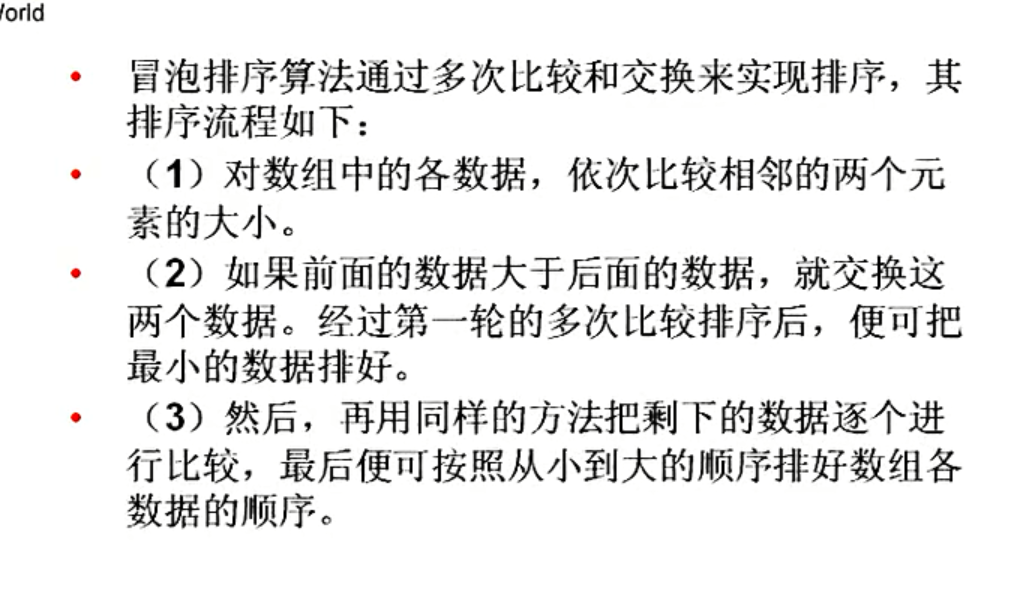 • 冒泡排序算法通过多次比较和交换来实现排序，其
排序流程如下：
• （1）对数组中的各数据，依次比较相邻的两个元
素的大小。
• （2）如果前面的数据大于后面的数据，就交换这
两个数据。经过第一轮的多次比较排序后，便可把
最小的数据排好。
• （3）然后，再用同样的方法把剩下的数据逐个进
行比较，最后便可按照从小到大的顺序排好数组各
数据的顺序。